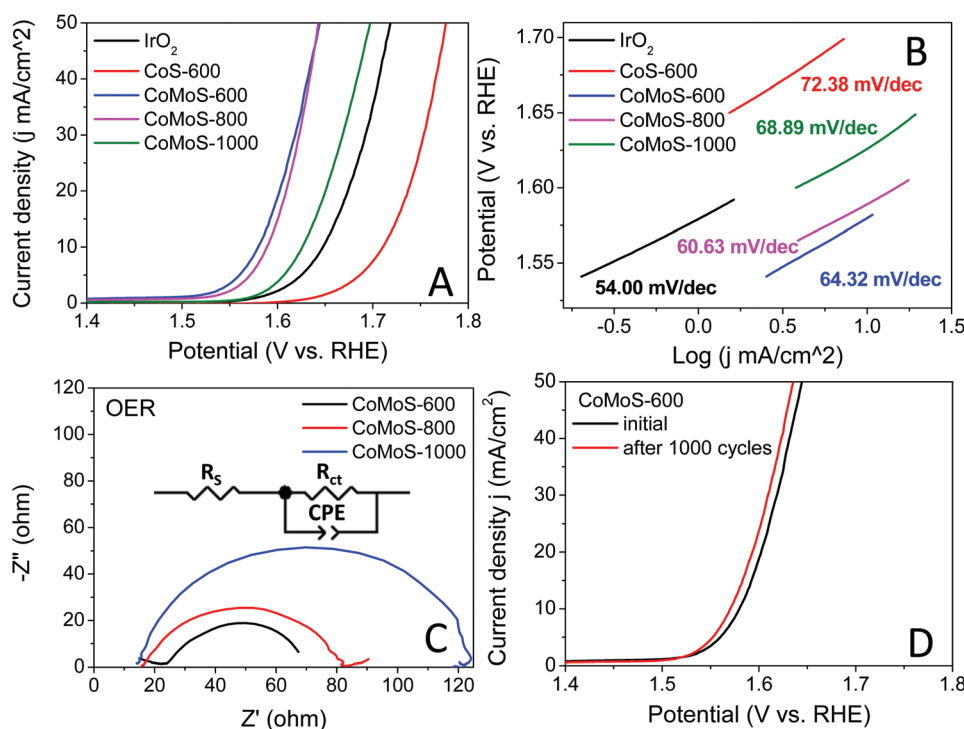 50
40
30
20
10
0
Current density (j mA/cm^2)
IrO₂
CoS-600
CoMoS-600
CoMoS-800
CoMoS-1000
A
1.4
1.5
1.6
1.7
1.8
Potential (V vs. RHE)
1.70
1.65
1.60
1.55
Potential (V vs. RHE)
IrO₂
CoS-600
CoMoS-600
CoMoS-800
CoMoS-1000
B
72.38 mV/dec
68.89 mV/dec
60.63 mV/dec
54.00 mV/dec
64.32 mV/dec
-0.5
0.0
0.5
1.0
1.5
Log (j mA/cm^2)
120
100
80
60
40
20
0
-Z" (ohm)
OER
CoMoS-600
CoMoS-800
CoMoS-1000
R_S
R_ct
CPE
C
0
20
40
60
80
100
120
Z' (ohm)
50
40
30
20
10
0
Current density j (mA/cm²)
CoMoS-600
initial
after 1000 cycles
D
1.4
1.5
1.6
1.7
1.8
Potential (V vs. RHE)